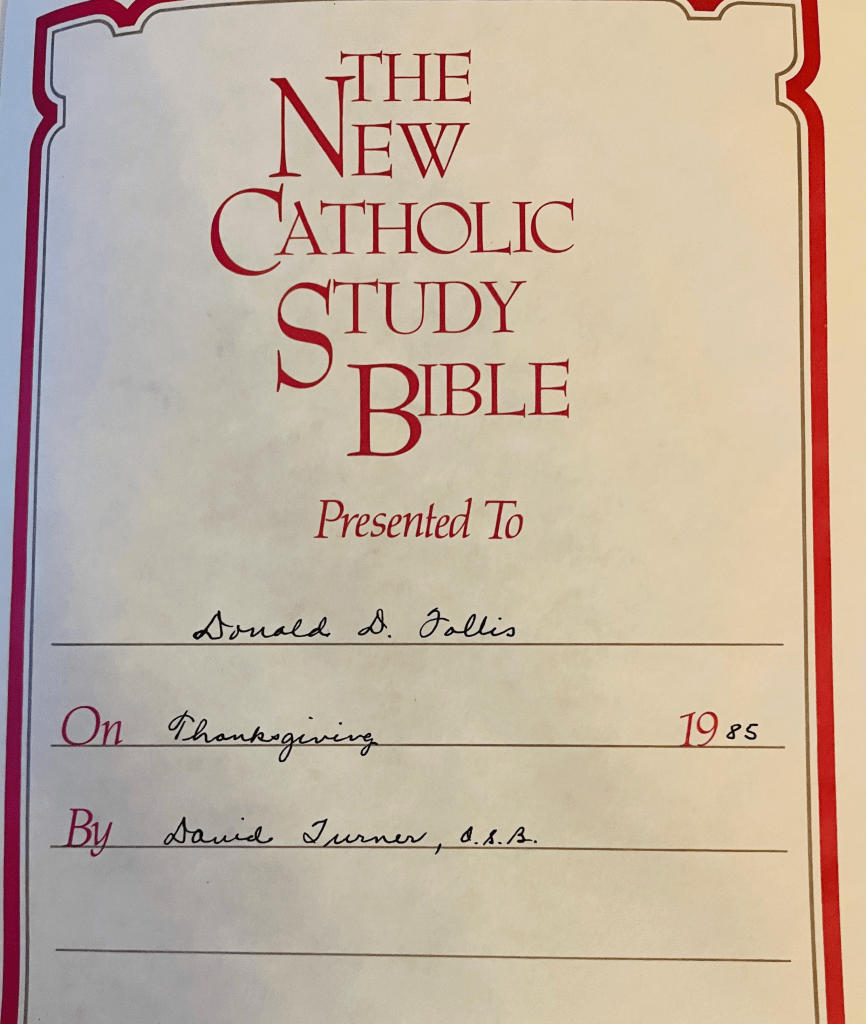 THE
NEW
CATHOLIC
STUDY
BIBLE
Presented To
Donald D. Follis
On Thanksgiving 1985
By David Turner, O.S.B.